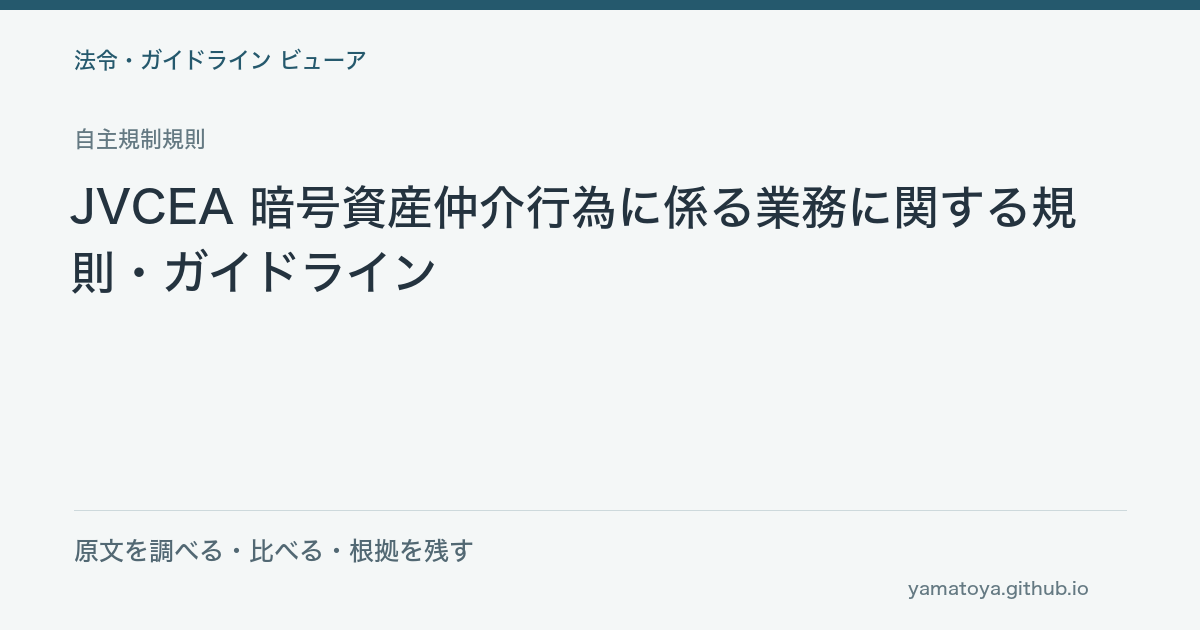 法令・ガイドライン ビューア
自主規制規則
JVCEA 暗号資産仲介行為に係る業務に関する規
則・ガイドライン
原文を調べる・比べる・根拠を残す
yamatoya.github.io